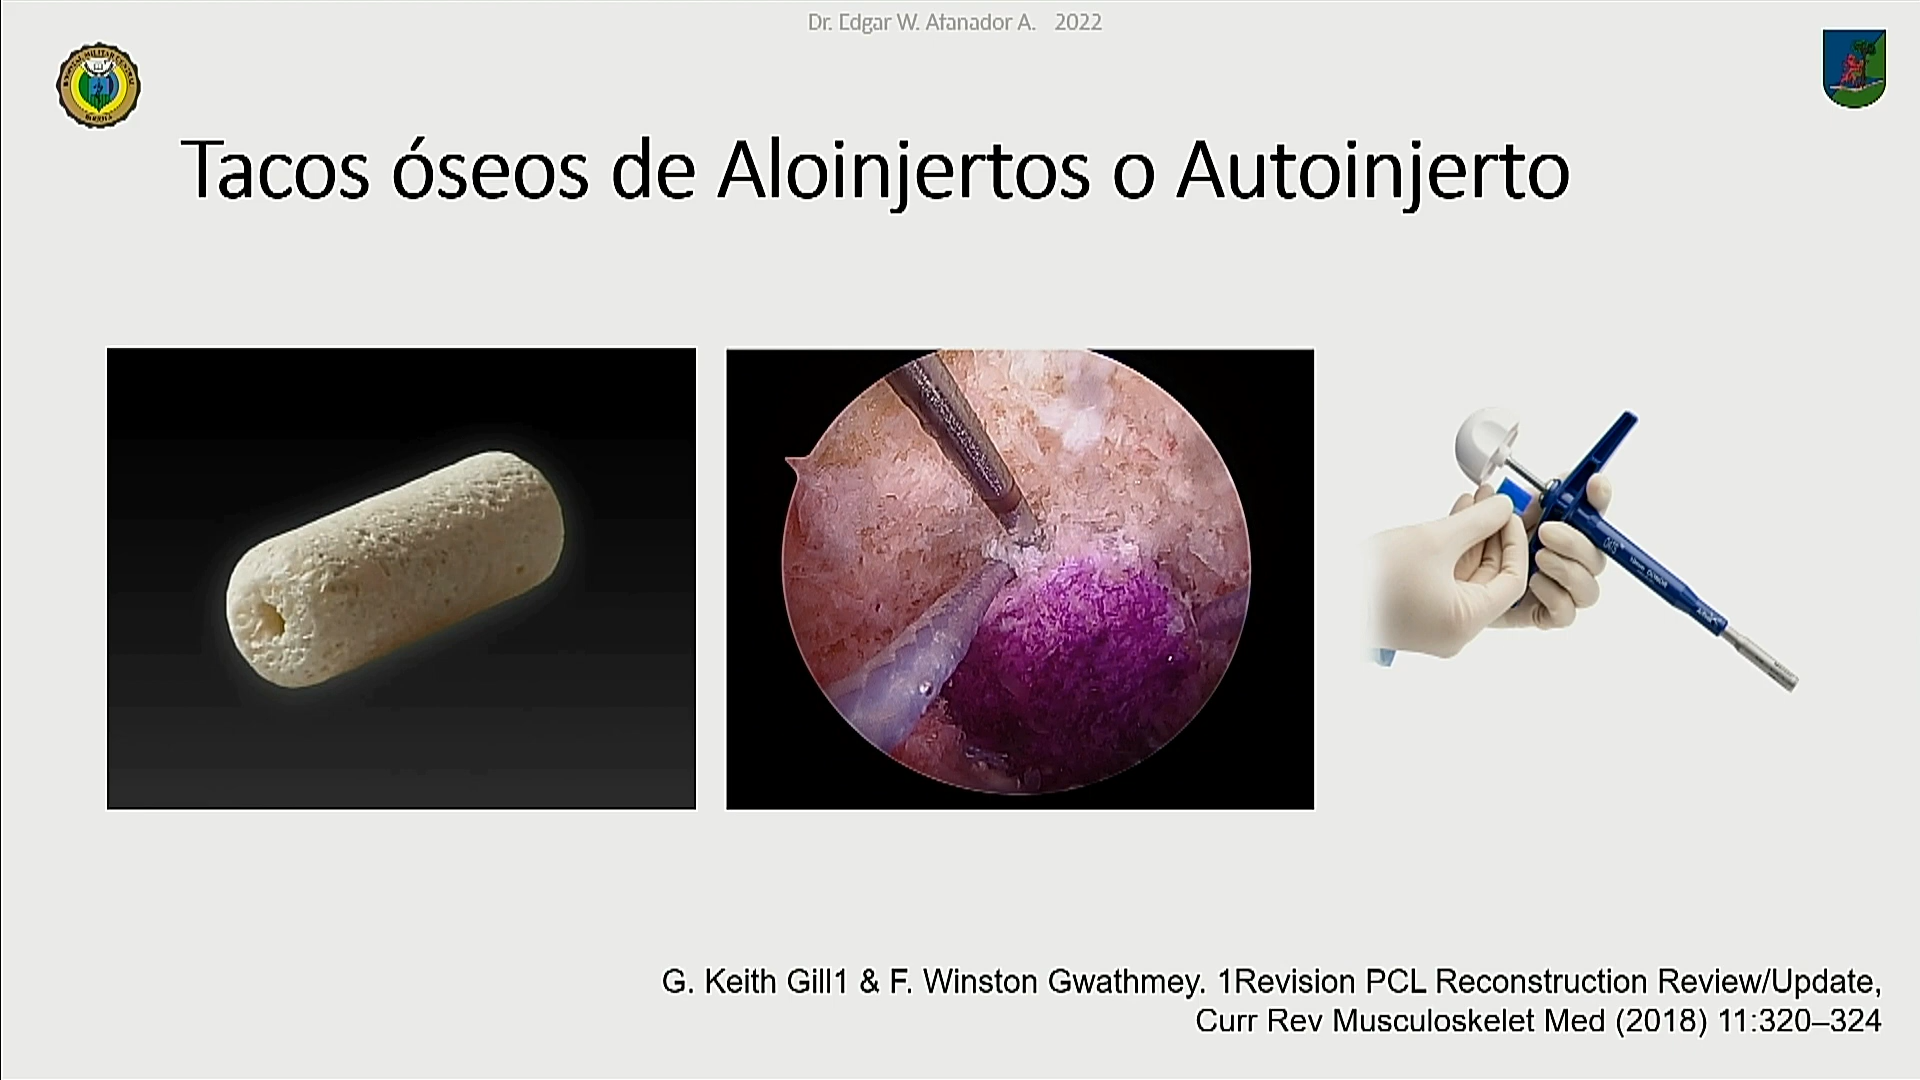 Dr. Edgar W. Afanador A. 2022
Tacos óseos de Aloinjertos o Autoinjerto
G. Keith Gill1 & F. Winston Gwathmey. 1Revision PCL Reconstruction Review/Update,
Curr Rev Musculoskelet Med (2018) 11:320–324